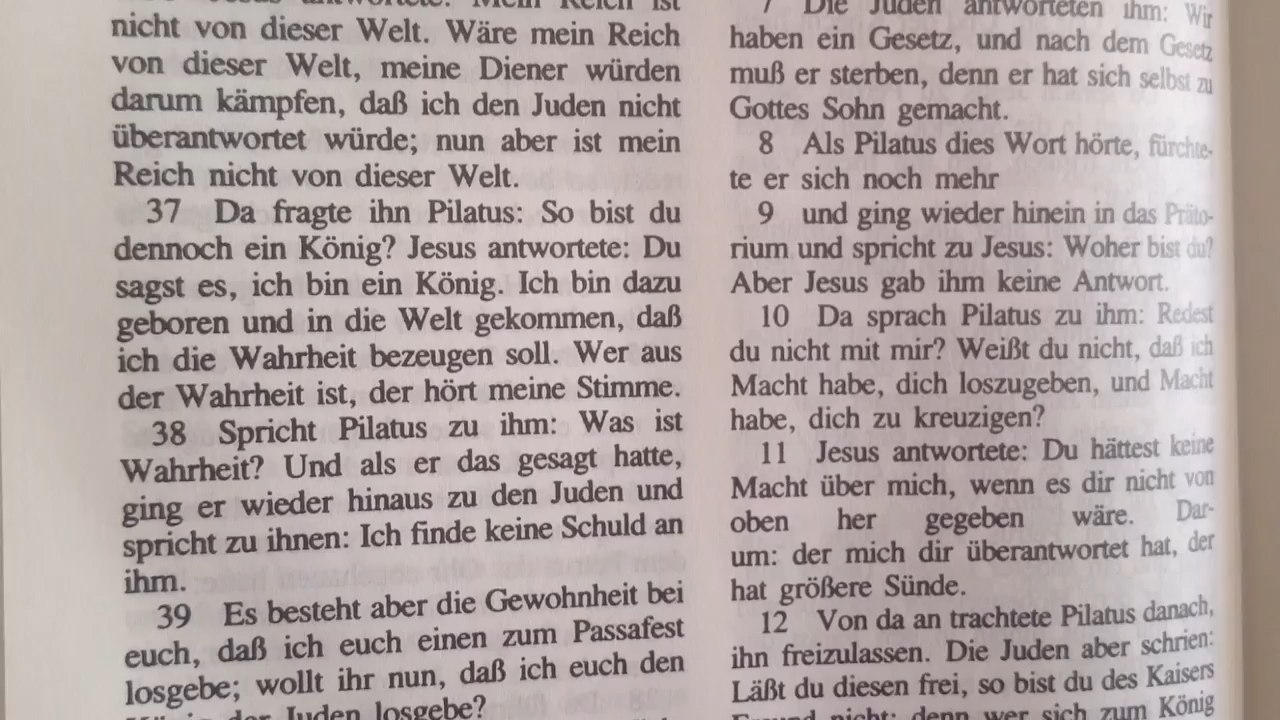 Jesus antwortete: Mein Reich ist
nicht von dieser Welt. Wäre mein Reich
von dieser Welt, meine Diener würden
darum kämpfen, daß ich den Juden nicht
überantwortet würde; nun aber ist mein
Reich nicht von dieser Welt.
37 Da fragte ihn Pilatus: So bist du
dennoch ein König? Jesus antwortete: Du
sagst es, ich bin ein König. Ich bin dazu
geboren und in die Welt gekommen, daß
ich die Wahrheit bezeugen soll. Wer aus
der Wahrheit ist, der hört meine Stimme.
38 Spricht Pilatus zu ihm: Was ist
Wahrheit? Und als er das gesagt hatte,
ging er wieder hinaus zu den Juden und
spricht zu ihnen: Ich finde keine Schuld an
ihm.
39 Es besteht aber die Gewohnheit bei
euch, daß ich euch einen zum Passafest
losgebe; wollt ihr nun, daß ich euch den
der Juden losgebe?
7 Die Juden antworteten ihm: Wir
haben ein Gesetz, und nach dem Gesetz
muß er sterben, denn er hat sich selbst zu
Gottes Sohn gemacht.
8 Als Pilatus dies Wort hörte, fürchte-
te er sich noch mehr
9 und ging wieder hinein in das Präto-
rium und spricht zu Jesus: Woher bist du?
Aber Jesus gab ihm keine Antwort.
10 Da sprach Pilatus zu ihm: Redest
du nicht mit mir? Weißt du nicht, daß ich
Macht habe, dich loszugeben, und Macht
habe, dich zu kreuzigen?
11 Jesus antwortete: Du hättest keine
Macht über mich, wenn es dir nicht von
oben her gegeben wäre. Dar-
um: der mich dir überantwortet hat, der
hat größere Sünde.
12 Von da an trachtete Pilatus danach,
ihn freizulassen. Die Juden aber schrien:
Läßt du diesen frei, so bist du des Kaisers
Freund nicht; denn wer sich zum König